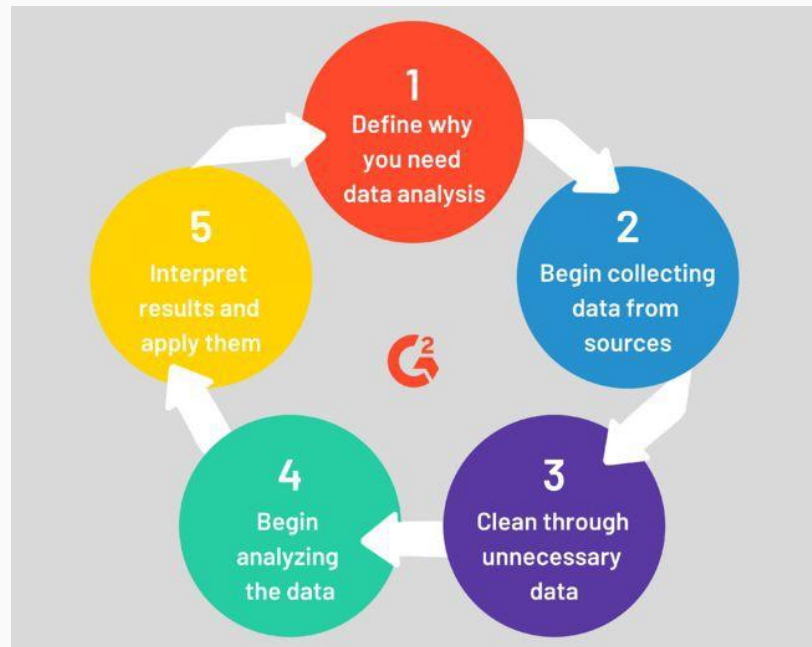 1
Define why
you need
data analysis
2
Begin collecting
data from
sources
3
Clean through
unnecessary
data
4
Begin
analyzing
the data
5
Interpret
results and
apply them
G2